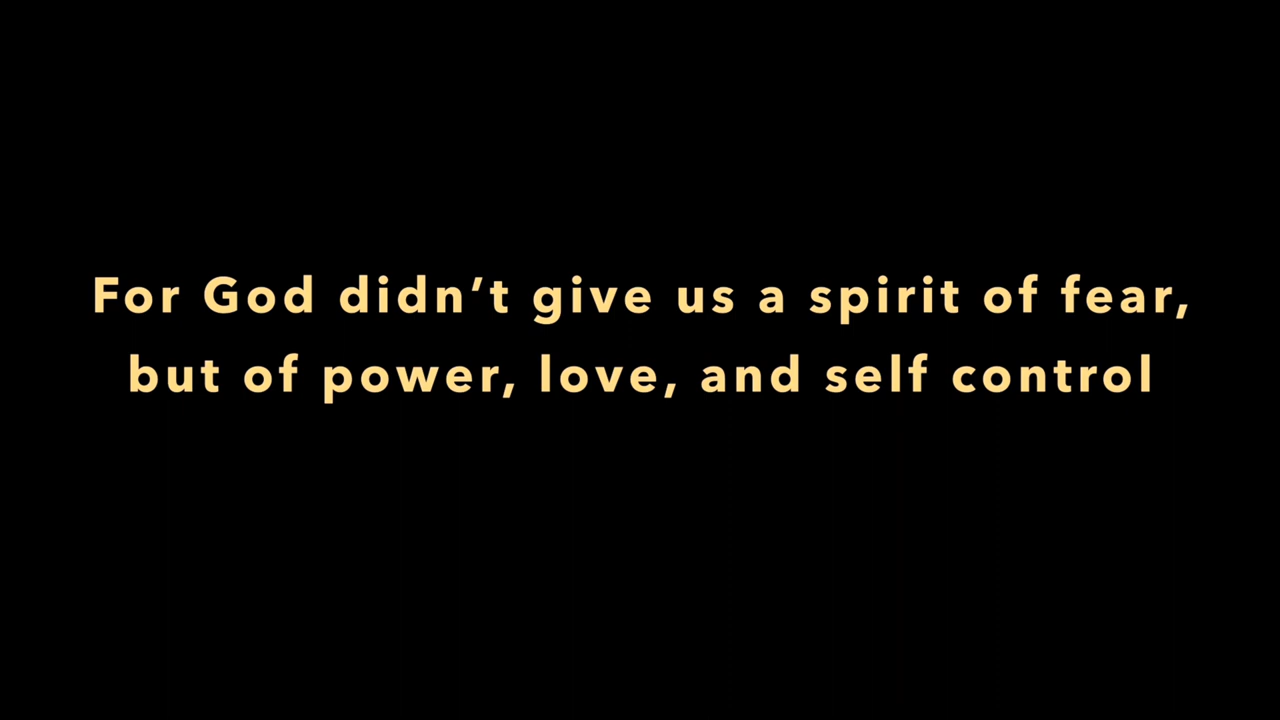 For God didn’t give us a spirit of fear,
but of power, love, and self control